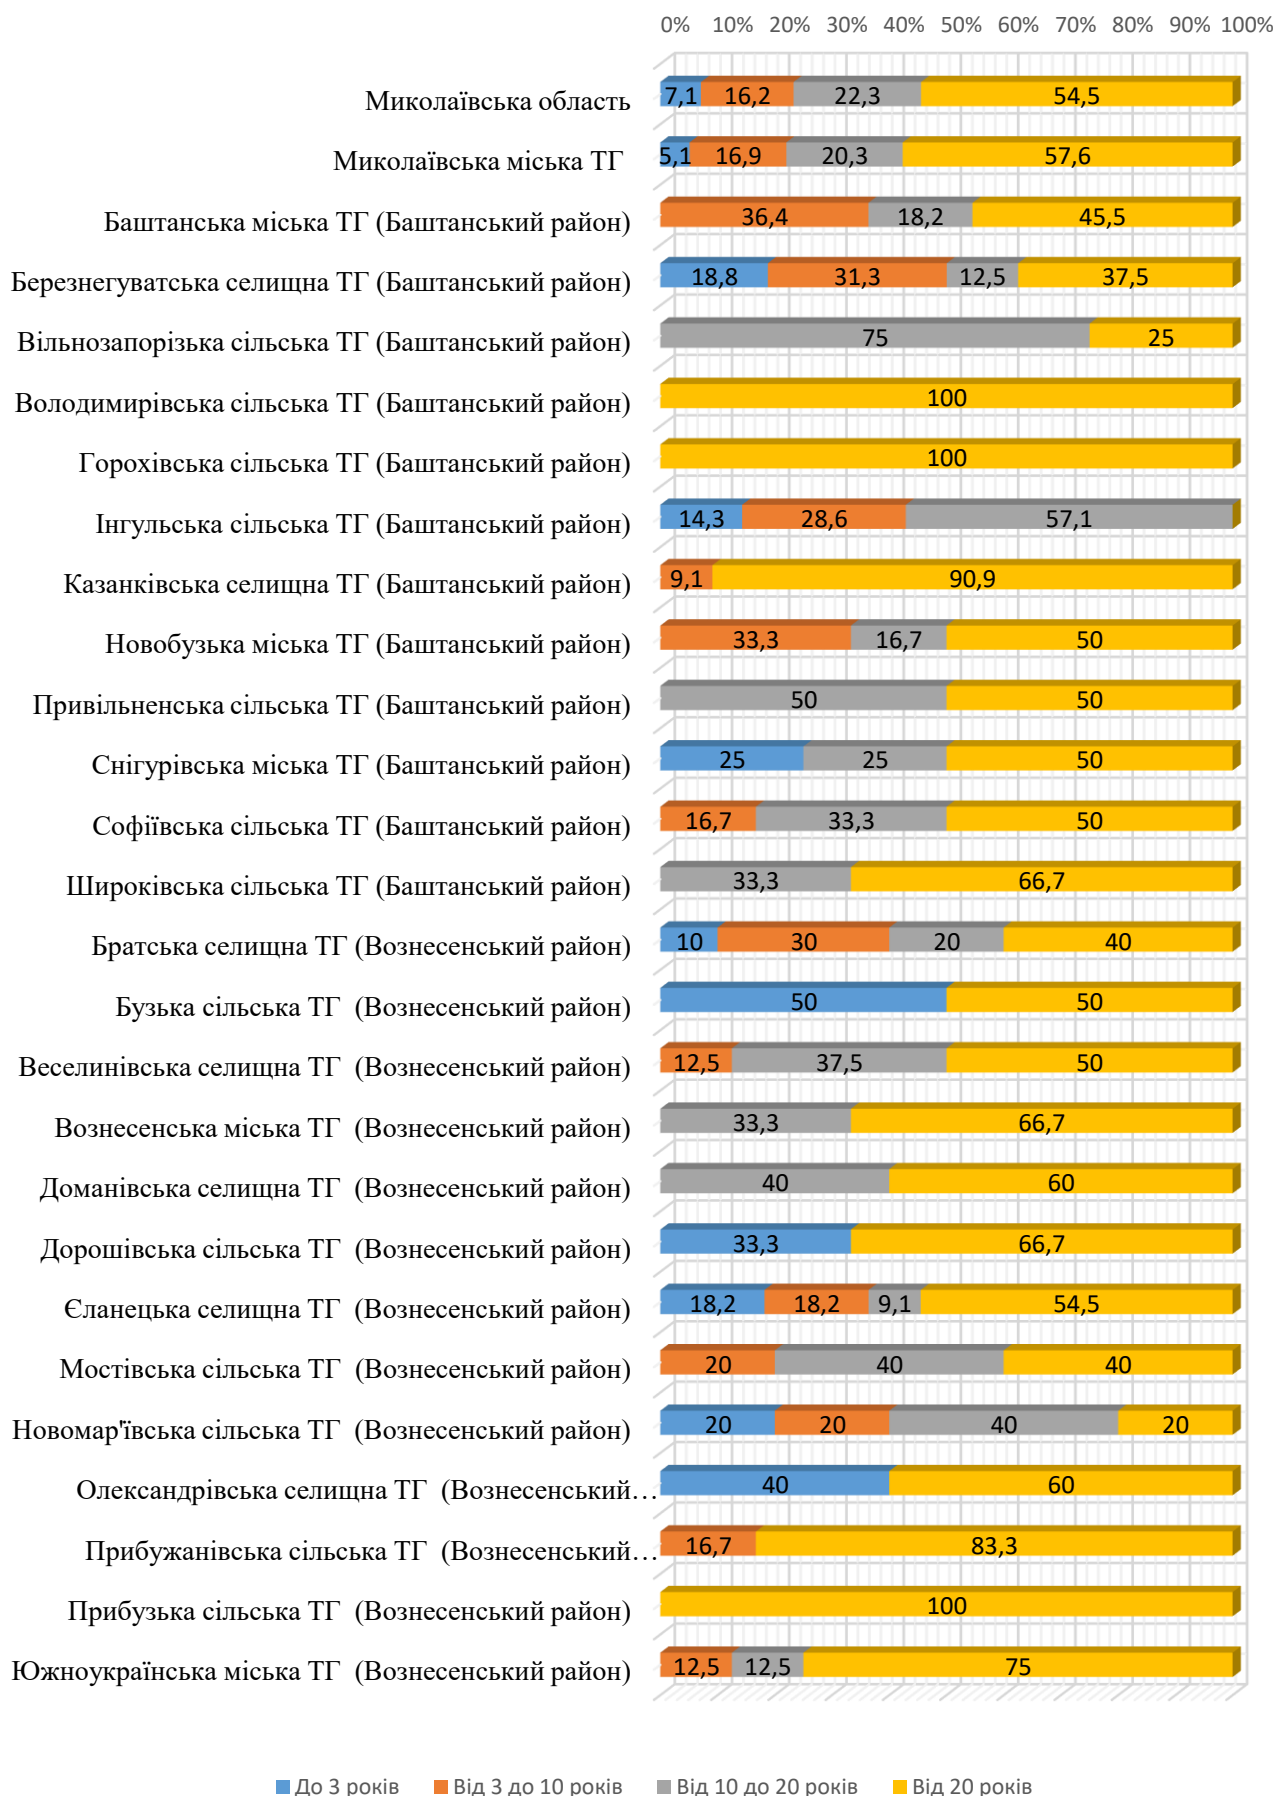 0% 10% 20% 30% 40% 50% 60% 70% 80% 90% 100%
Миколаївська область 7,1 16,2 22,3 54,5
Миколаївська міська ТГ 5,1 16,9 20,3 57,6
Баштанська міська ТГ (Баштанський район) 36,4 18,2 45,5
Березнегуватська селищна ТГ (Баштанський район) 18,8 31,3 12,5 37,5
Вільнозапорізька сільська ТГ (Баштанський район) 75 25
Володимирівська сільська ТГ (Баштанський район) 100
Горохівська сільська ТГ (Баштанський район) 100
Інгульська сільська ТГ (Баштанський район) 14,3 28,6 57,1
Казанківська селищна ТГ (Баштанський район) 9,1 90,9
Новобузька міська ТГ (Баштанський район) 33,3 16,7 50
Привільненська сільська ТГ (Баштанський район) 50 50
Снігурівська міська ТГ (Баштанський район) 25 25 50
Софіївська сільська ТГ (Баштанський район) 16,7 33,3 50
Широківська сільська ТГ (Баштанський район) 33,3 66,7
Братська селищна ТГ (Вознесенський район) 10 30 20 40
Бузька сільська ТГ (Вознесенський район) 50 50
Веселинівська селищна ТГ (Вознесенський район) 12,5 37,5 50
Вознесенська міська ТГ (Вознесенський район) 33,3 66,7
Доманівська селищна ТГ (Вознесенський район) 40 60
Дорошівська сільська ТГ (Вознесенський район) 33,3 66,7
Єланецька селищна ТГ (Вознесенський район) 18,2 18,2 9,1 54,5
Мостівська сільська ТГ (Вознесенський район) 20 40 40
Новомар'ївська сільська ТГ (Вознесенський район) 20 20 40 20
Олександрівська селищна ТГ (Вознесенський… 40 60
Прибужанівська сільська ТГ (Вознесенський… 16,7 83,3
Прибузька сільська ТГ (Вознесенський район) 100
Южноукраїнська міська ТГ (Вознесенський район) 12,5 12,5 75
До 3 років Від 3 до 10 років Від 10 до 20 років Від 20 років